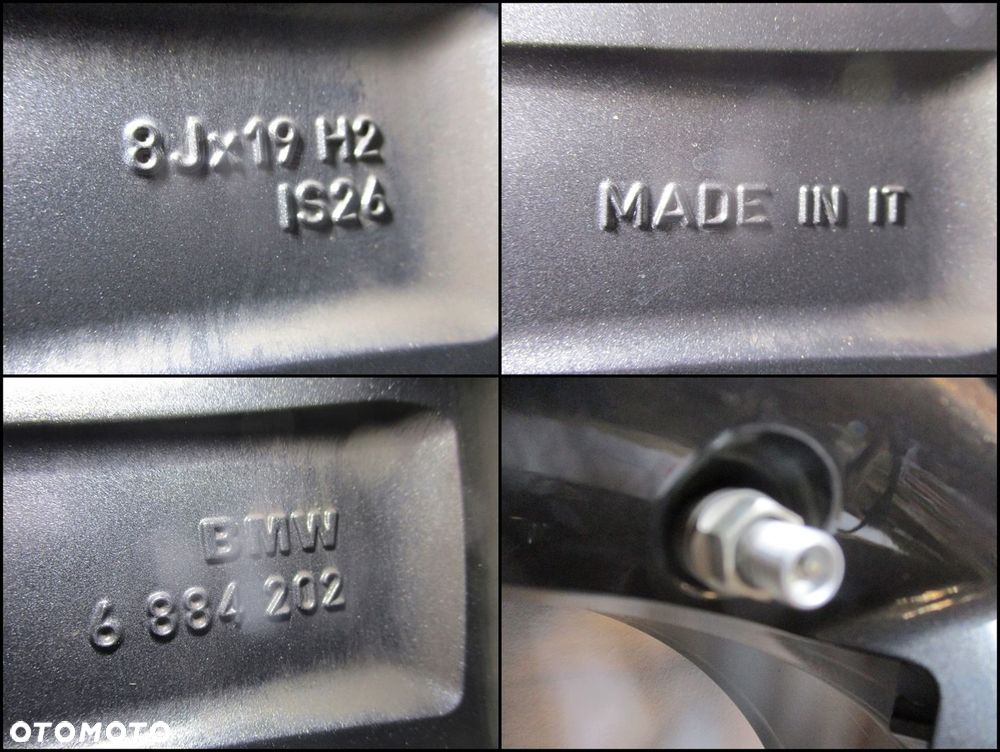 8Jx19 H2
IS26
MADE IN IT
BMW
6 884 202
OTOMOTO